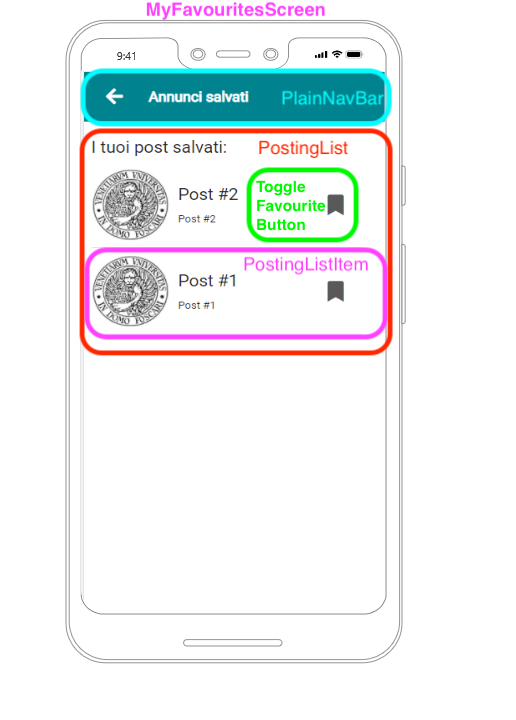 MyFavouritesScreen
9:41
Annunci salvati
PlainNavBar
I tuoi post salvati:
PostingList
Post #2
Post #2
Toggle
Favourite
Button
PostingListItem
Post #1
Post #1